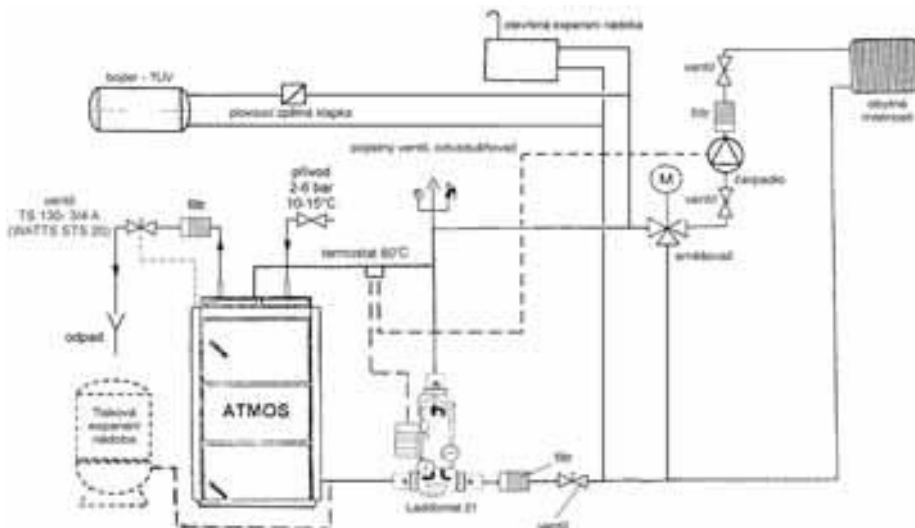 otevřená expanzní nádoba
bojler - TUV
plovoucí zpětná klapka
ventil
filtr
obytná
místnost
pojistný ventil, odvzdušňovač
přívod
2-6 bar
10-15°C
M
čerpadlo
ventil
ventil
TS 130- 3/4 A
(WATTS STS 20)
filtr
termostat 60°C
směšovač
odpad
ATMOS
Tlaková
expanzní
nádoba
filtr
Laddomat 21
ventil